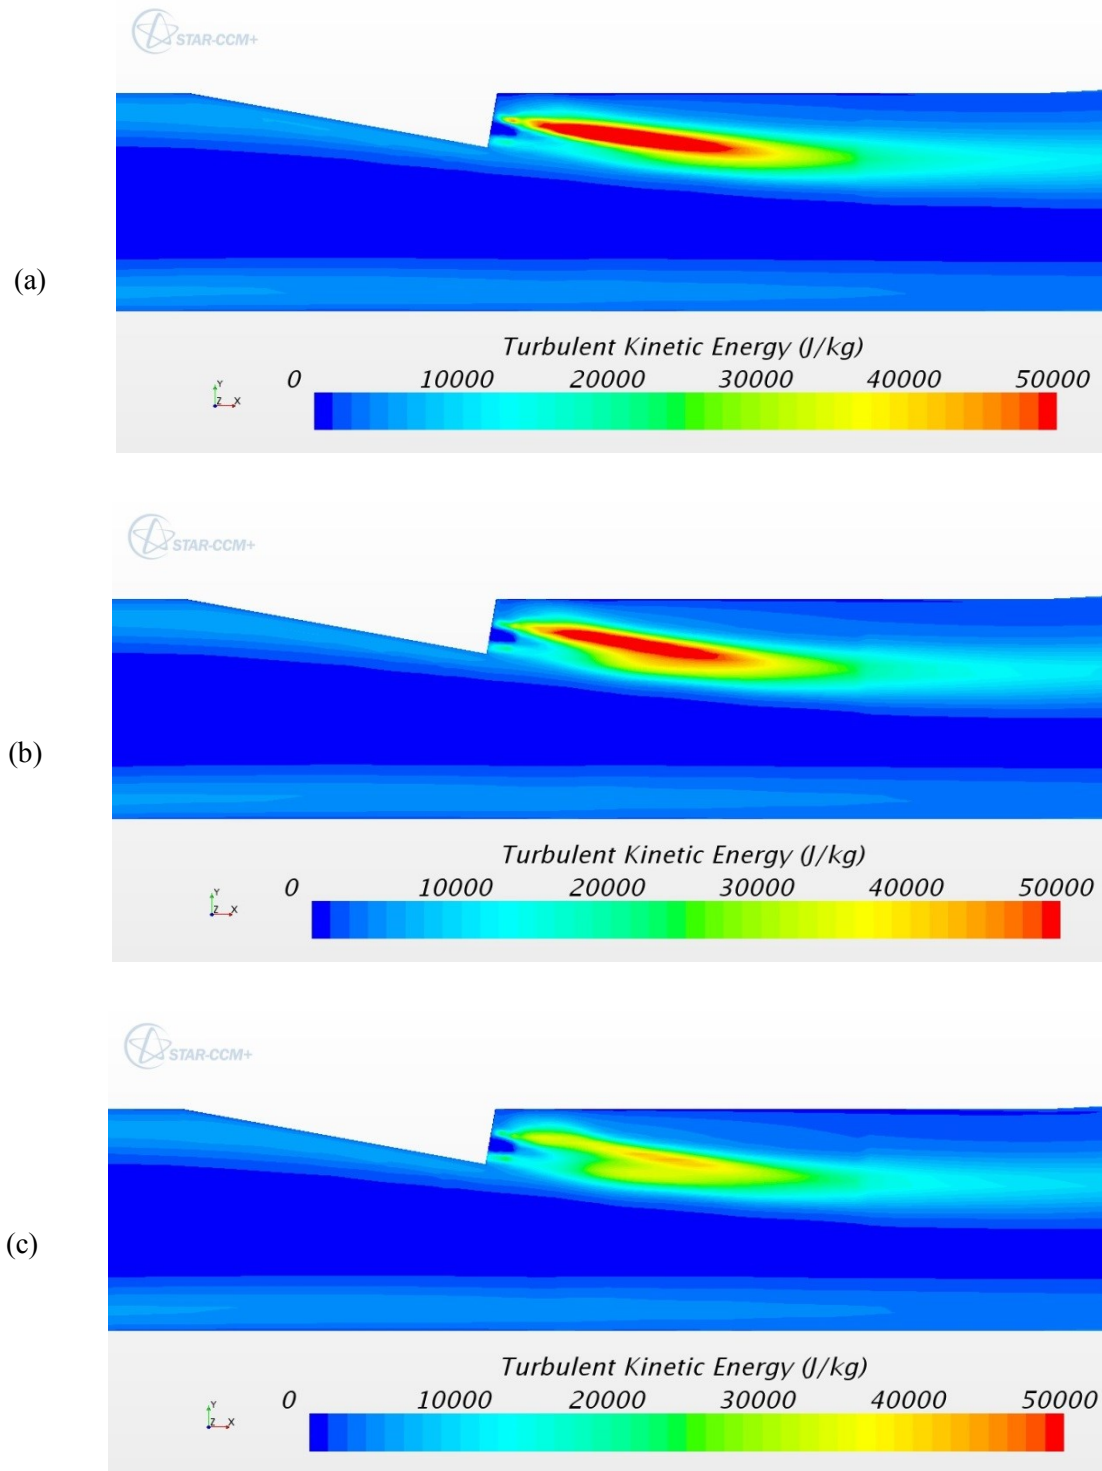 STAR-CCM+
(a)
Turbulent Kinetic Energy (J/kg)
0 10000 20000 30000 40000 50000
Y
Z X
STAR-CCM+
(b)
Turbulent Kinetic Energy (J/kg)
0 10000 20000 30000 40000 50000
Y
Z X
STAR-CCM+
(c)
Turbulent Kinetic Energy (J/kg)
0 10000 20000 30000 40000 50000
Y
Z X